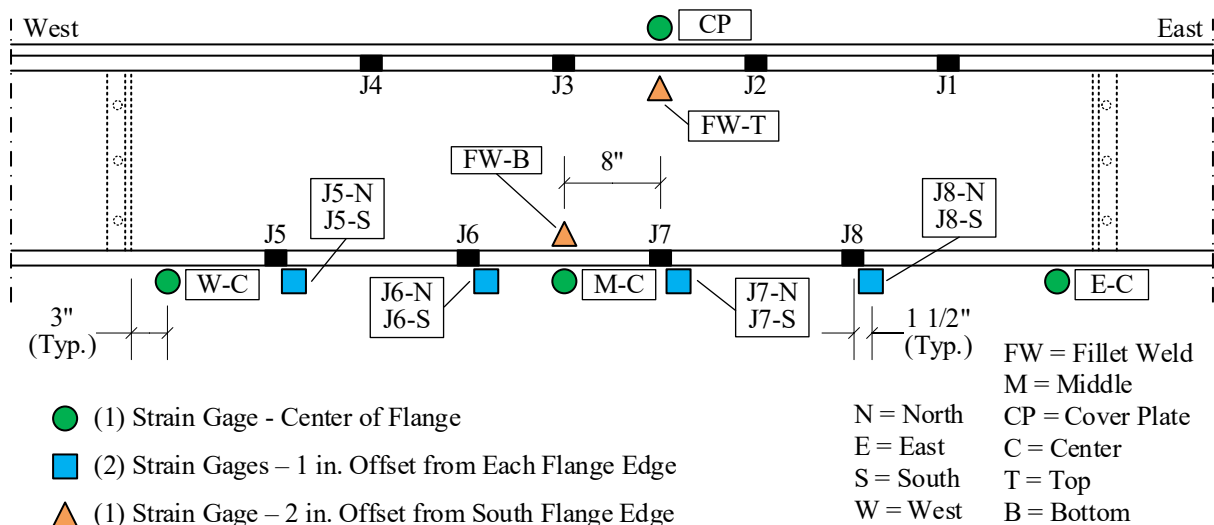 West
CP
East
J4
J3
J2
J1
FW-T
FW-B
8"
J5-N
J5-S
J8-N
J8-S
J5
J6
J7
J8
W-C
J6-N
J6-S
M-C
J7-N
J7-S
E-C
3"
(Typ.)
1 1/2"
(Typ.)
FW = Fillet Weld
M = Middle
CP = Cover Plate
C = Center
T = Top
B = Bottom
N = North
E = East
S = South
W = West
(1) Strain Gage - Center of Flange
(2) Strain Gages – 1 in. Offset from Each Flange Edge
(1) Strain Gage – 2 in. Offset from South Flange Edge